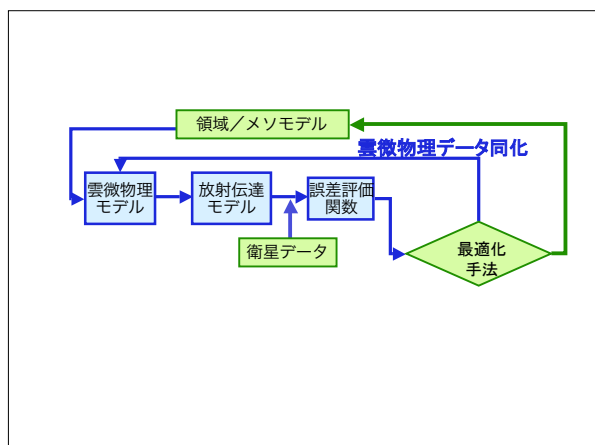 領域／メソモデル
雲微物理データ同化
雲微物理
モデル
放射伝達
モデル
誤差評価
関数
衛星データ
最適化
手法